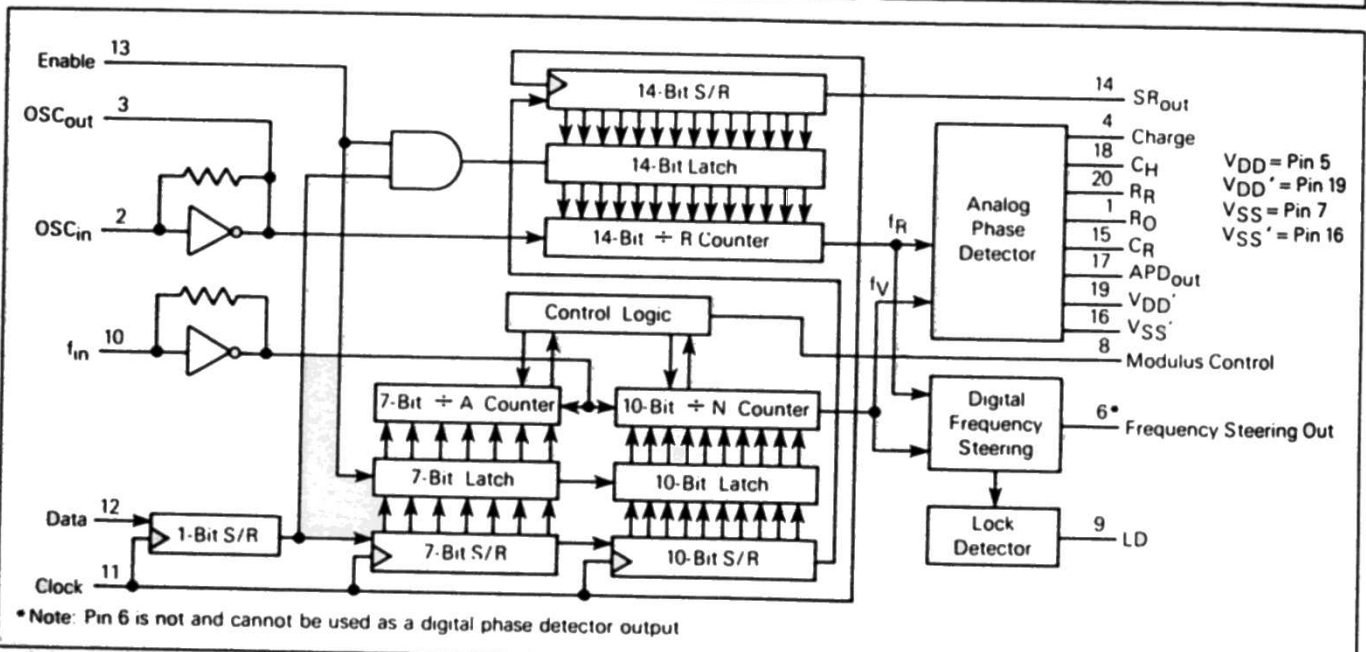 Enable 13
OSCout 3
OSCin 2
fin 10
Data 12
Clock 11
14-Bit S/R
14-Bit Latch
14-Bit ÷ R Counter
Control Logic
7-Bit ÷ A Counter
10-Bit ÷ N Counter
7-Bit Latch
10-Bit Latch
1-Bit S/R
7-Bit S/R
10-Bit S/R
fR
fV
Analog
Phase
Detector
14 SRout
4 Charge
18 CH
20 RR
1 RO
15 CR
17 APDout
19 VDD'
16 VSS'
8 Modulus Control
VDD = Pin 5
VDD' = Pin 19
VSS = Pin 7
VSS' = Pin 16
Digital
Frequency
Steering
6* Frequency Steering Out
Lock
Detector
9 LD
*Note: Pin 6 is not and cannot be used as a digital phase detector output